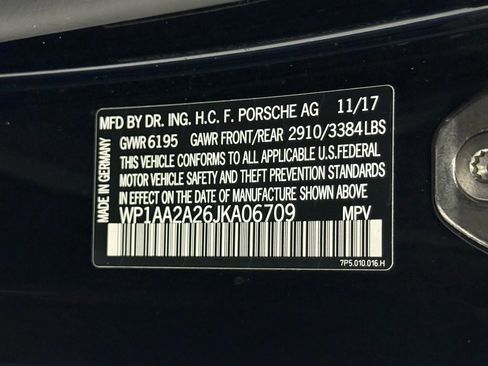 MFD BY DR. ING. H.C. F. PORSCHE AG 11/17
GVWR 6195 GAWR FRONT/REAR 2910/3384LBS
THIS VEHICLE CONFORMS TO ALL APPLICABLE U.S.FEDERAL
MOTOR VEHICLE SAFETY AND THEFT PREVENTION STANDARDS
IN EFFECT ON THE DATE OF MANUFACTURE SHOWN ABOVE
WP1AA2A26JKA06709 MPV
7P5.010.016.H
MADE IN GERMANY